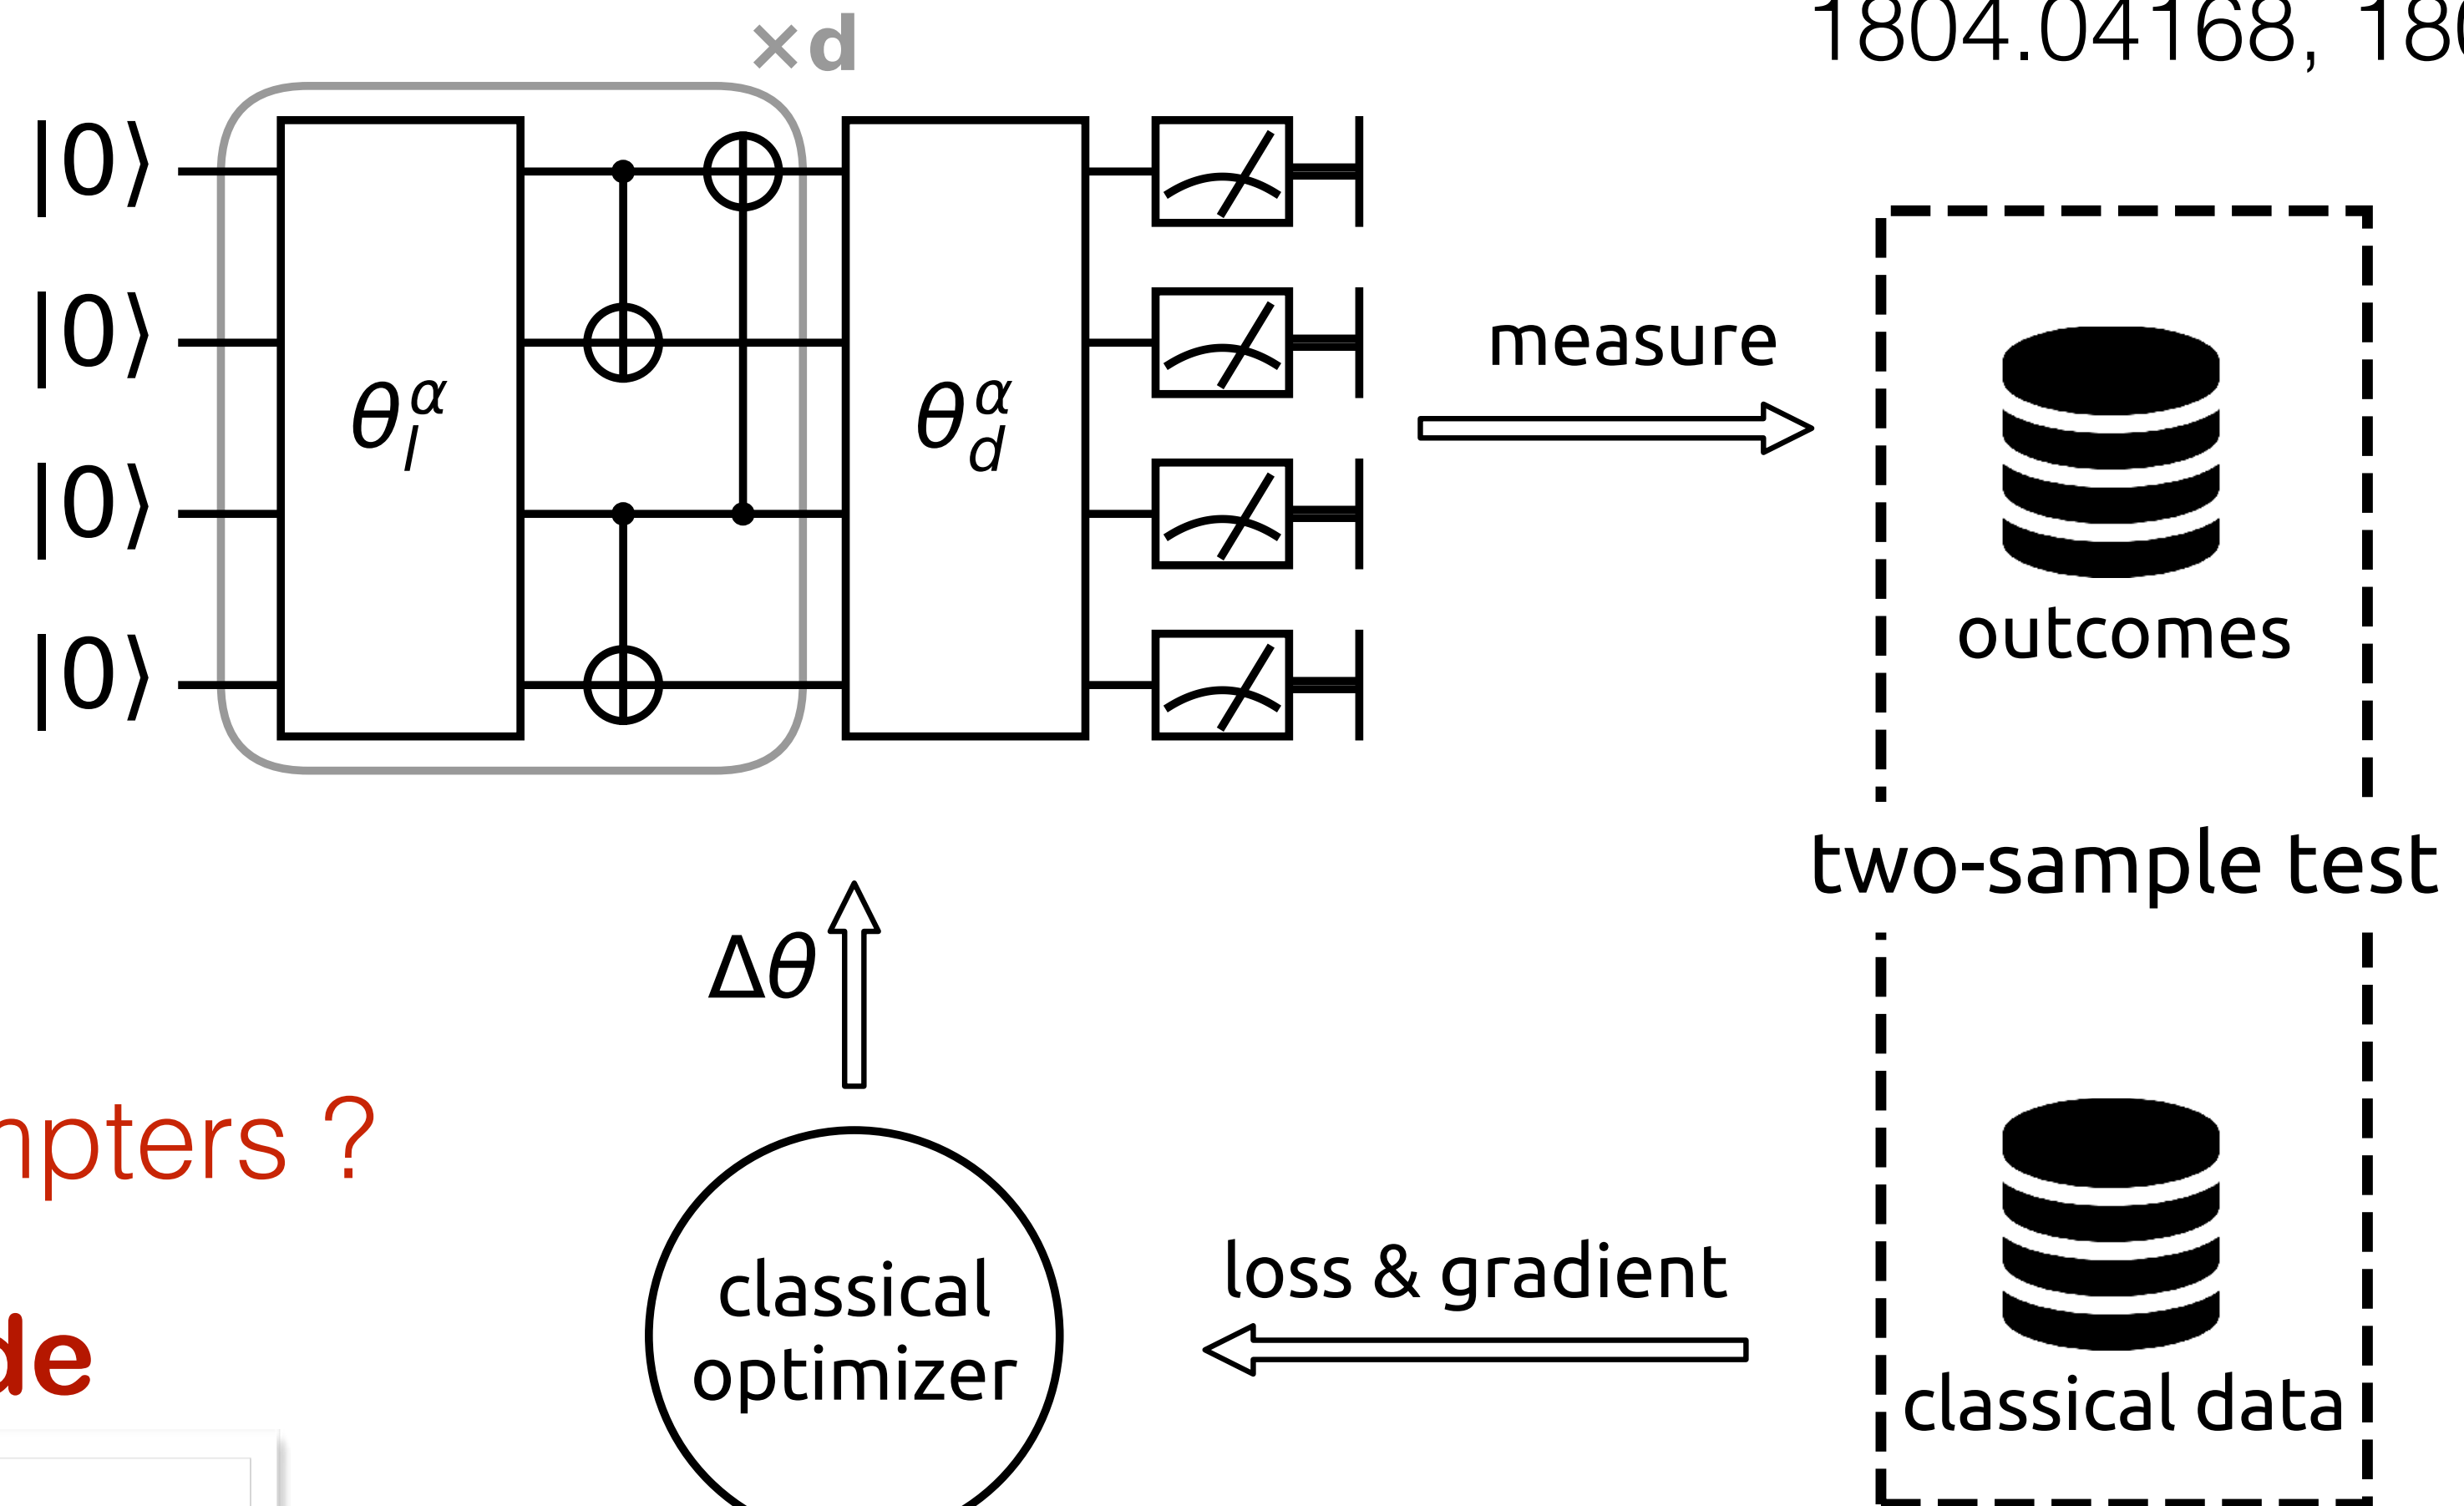 1804.04168, 18
×d
|0⟩
|0⟩
|0⟩
|0⟩
θ_l^α
θ_d^α
measure
outcomes
two-sample test
Δθ
mpters ?
classical
optimizer
loss & gradient
de
classical data